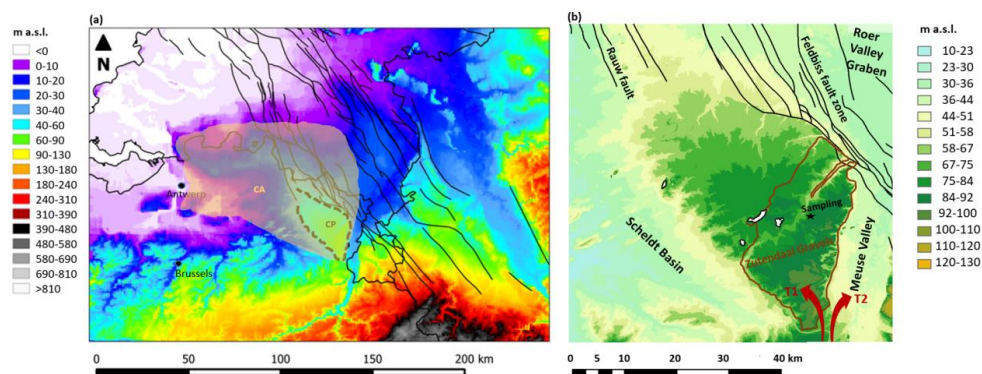 (a)
m a.s.l.
<0
0-10
10-20
20-30
30-40
40-60
60-90
90-130
130-180
180-240
240-310
310-390
390-480
480-580
580-690
690-810
>810
N
Antwerp
CA
CP
Brussels
0 50 100 150 200 km
(b)
Rauw fault
Feldbiss fault zone
Roer
Valley
Graben
Sampling
Scheldt Basin
Zutendaal Gravels
Meuse Valley
T1
T2
0 5 10 20 30 40 km
m a.s.l.
10-23
23-30
30-36
36-44
44-51
51-58
58-67
67-75
75-84
84-92
92-100
100-110
110-120
120-130